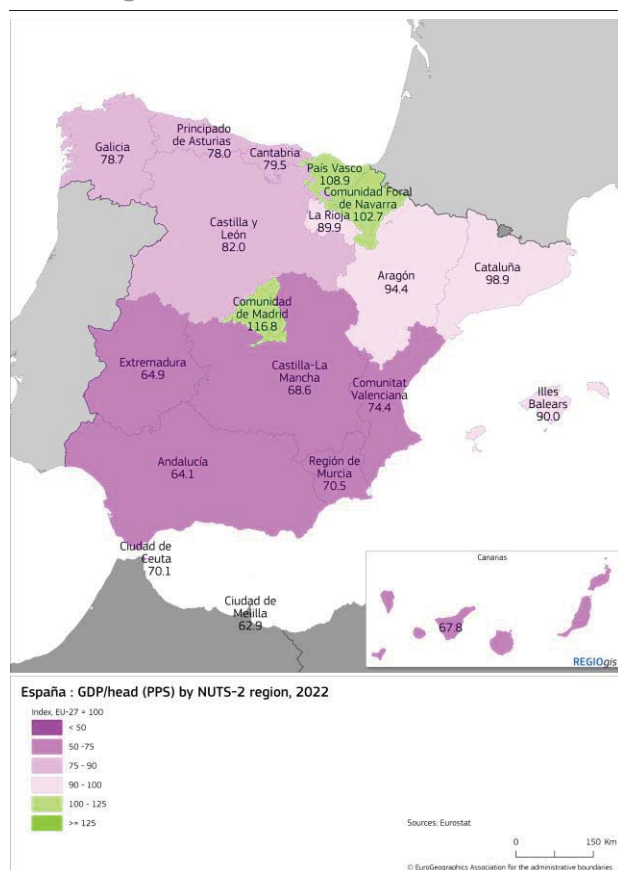 Galicia
78.7
Principado
de Asturias
78.0
Cantabria
79.5
País Vasco
108.9
Comunidad Foral
de Navarra
102.7
La Rioja
89.9
Castilla y
León
82.0
Aragón
94.4
Cataluña
98.9
Comunidad
de Madrid
116.8
Extremadura
64.9
Castilla-La
Mancha
68.6
Comunitat
Valenciana
74.4
Illes
Balears
90.0
Andalucía
64.1
Región de
Murcia
70.5
Ciudad de
Ceuta
70.1
Ciudad de
Melilla
62.9
Canarias
67.8
REGIOgis
España : GDP/head (PPS) by NUTS-2 region, 2022
Index, EU-27 = 100
< 50
50 -75
75 - 90
90 - 100
100 - 125
>= 125
Sources: Eurostat
0 150 Km
© EuroGeographics Association for the administrative boundaries